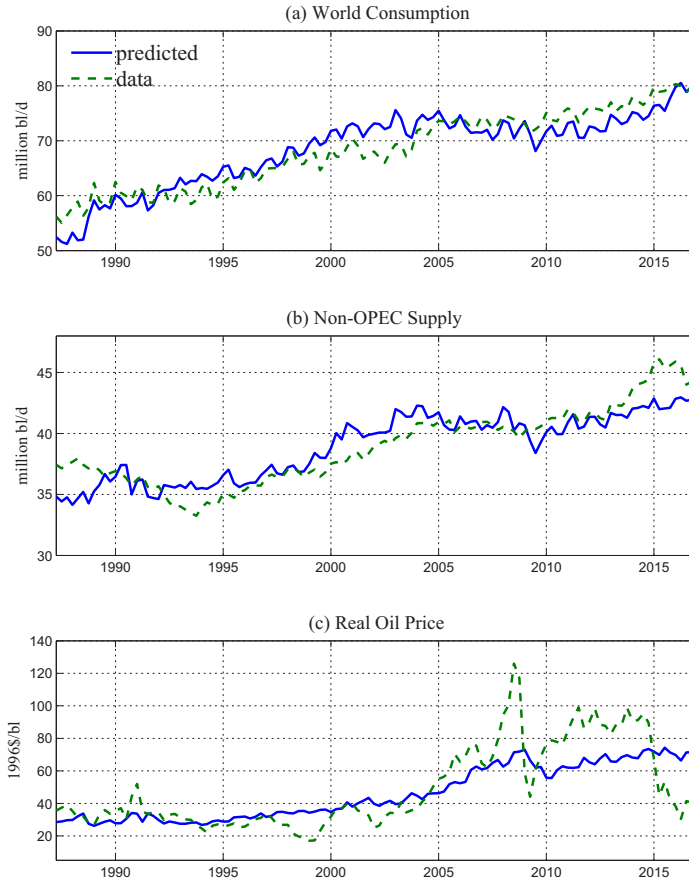 (a) World Consumption
90
80
70
60
50
million bl/d
predicted
data
1990 1995 2000 2005 2010 2015
(b) Non-OPEC Supply
45
40
35
30
million bl/d
1990 1995 2000 2005 2010 2015
(c) Real Oil Price
140
120
100
80
60
40
20
1996$/bl
1990 1995 2000 2005 2010 2015